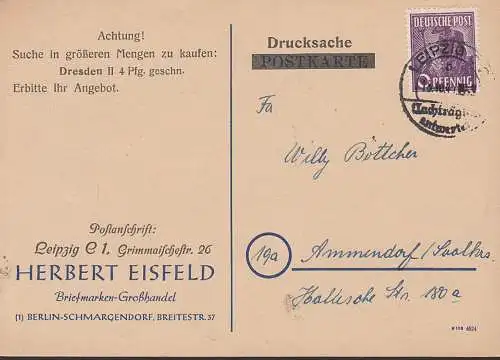 Achtung!
Suche in größeren Mengen zu kaufen:
Dresden II 4 Pfg. geschn.
Erbitte Ihr Angebot.
Postanschrift:
Leipzig C 1, Grimmaischestr. 26
HERBERT EISFELD
Briefmarken-Großhandel
(1) BERLIN-SCHMARGENDORF, BREITESTR. 37
Drucksache
POSTKARTE
DEUTSCHE POST
6 PFENNIG
LEIPZIG
Fa
Willy Böttcher
19a
Ammendorf/Saalkrs.
Hallesche Str. 180a